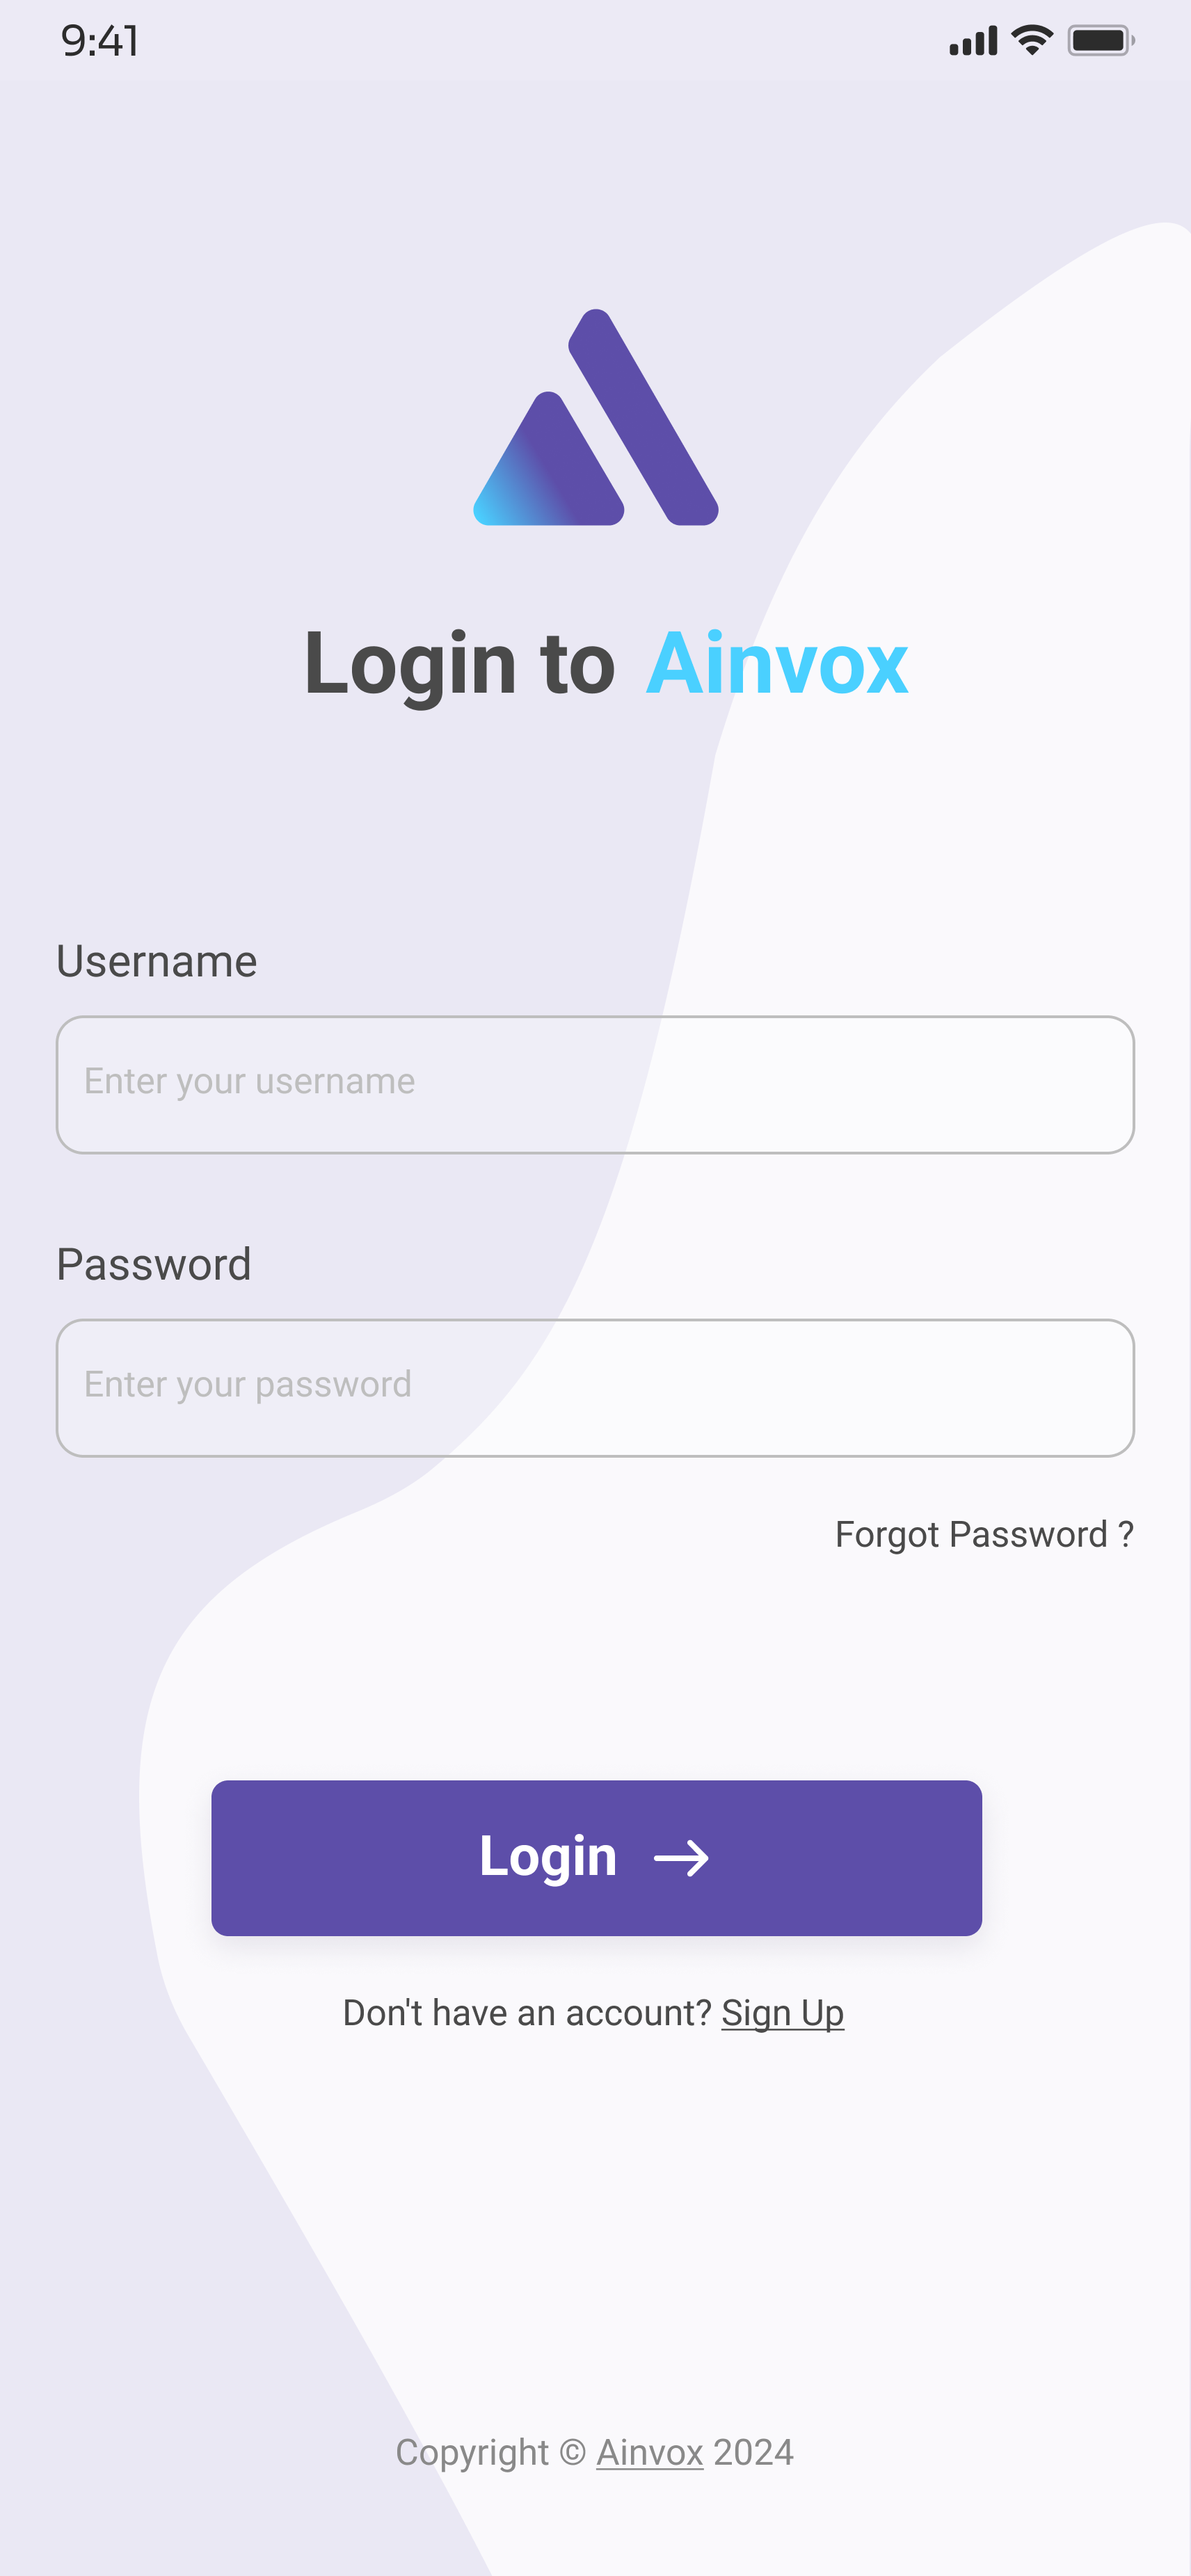 9:41
Login to Ainvox
Username
Enter your username
Password
Enter your password
Forgot Password ?
Login
Don't have an account? Sign Up
Copyright © Ainvox 2024